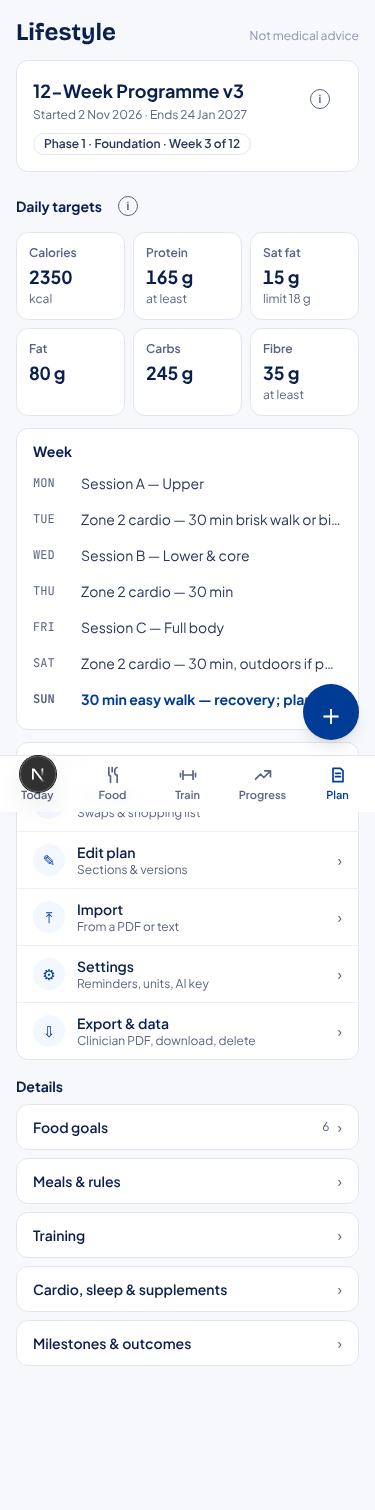 Lifestyle
Not medical advice
12-Week Programme v3
i
Started 2 Nov 2026 · Ends 24 Jan 2027
Phase 1 · Foundation · Week 3 of 12
Daily targets
i
Calories
Protein
Sat fat
2350
165 g
15 g
kcal
at least
limit 18 g
Fat
Carbs
Fibre
80 g
245 g
35 g
at least
Week
MON Session A — Upper
TUE Zone 2 cardio — 30 min brisk walk or bi…
WED Session B — Lower & core
THU Zone 2 cardio — 30 min
FRI Session C — Full body
SAT Zone 2 cardio — 30 min, outdoors if p…
SUN 30 min easy walk — recovery;
+
N
Today
Food
Train
Progress
Plan
Swaps & shopping list
Edit plan
Sections & versions
Import
From a PDF or text
Settings
Reminders, units, AI key
Export & data
Clinician PDF, download, delete
Details
Food goals 6
Meals & rules
Training
Cardio, sleep & supplements
Milestones & outcomes